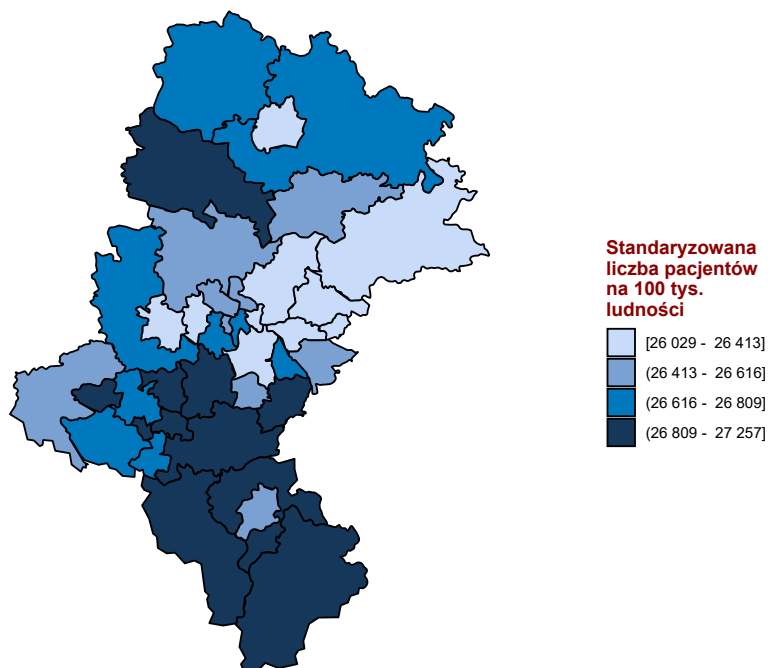 Standaryzowana
liczba pacjentów
na 100 tys.
ludności
[26 029 - 26 413]
(26 413 - 26 616]
(26 616 - 26 809]
(26 809 - 27 257]